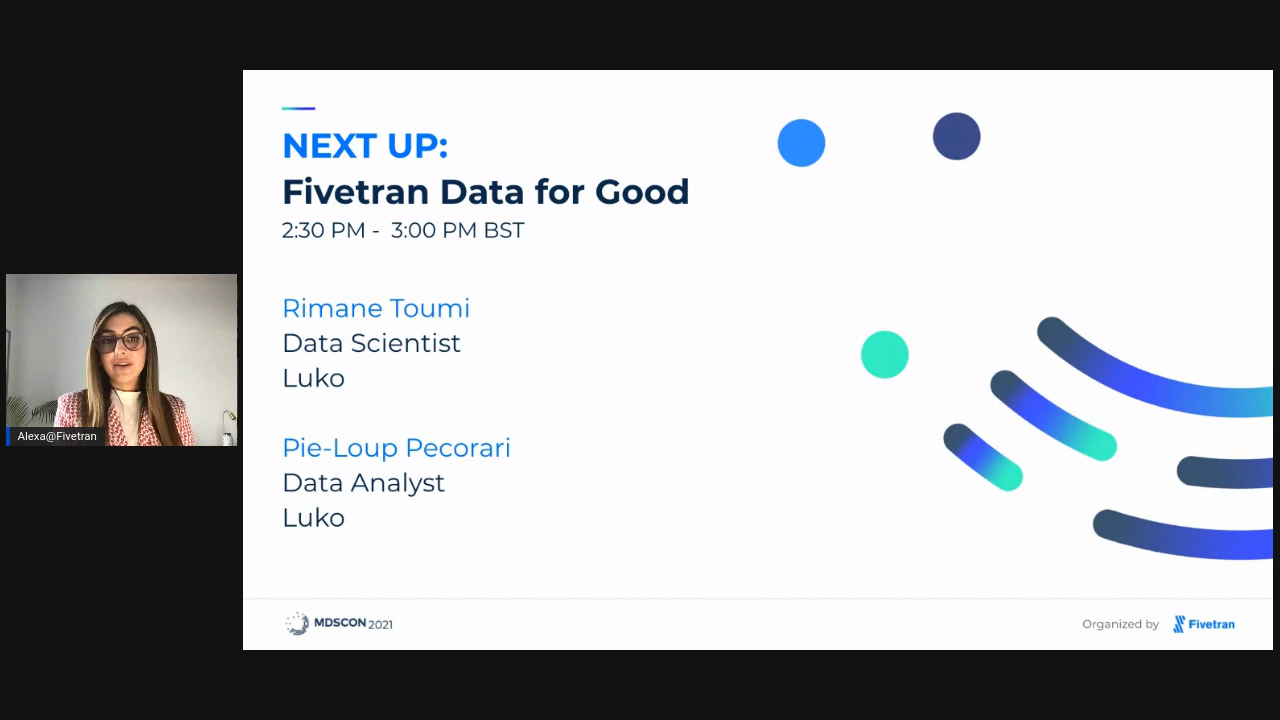 NEXT UP:
Fivetran Data for Good
2:30 PM - 3:00 PM BST
Rimane Toumi
Data Scientist
Luko
Pie-Loup Pecorari
Data Analyst
Luko
Alexa@Fivetran
MDSCON 2021
Organized by Fivetran